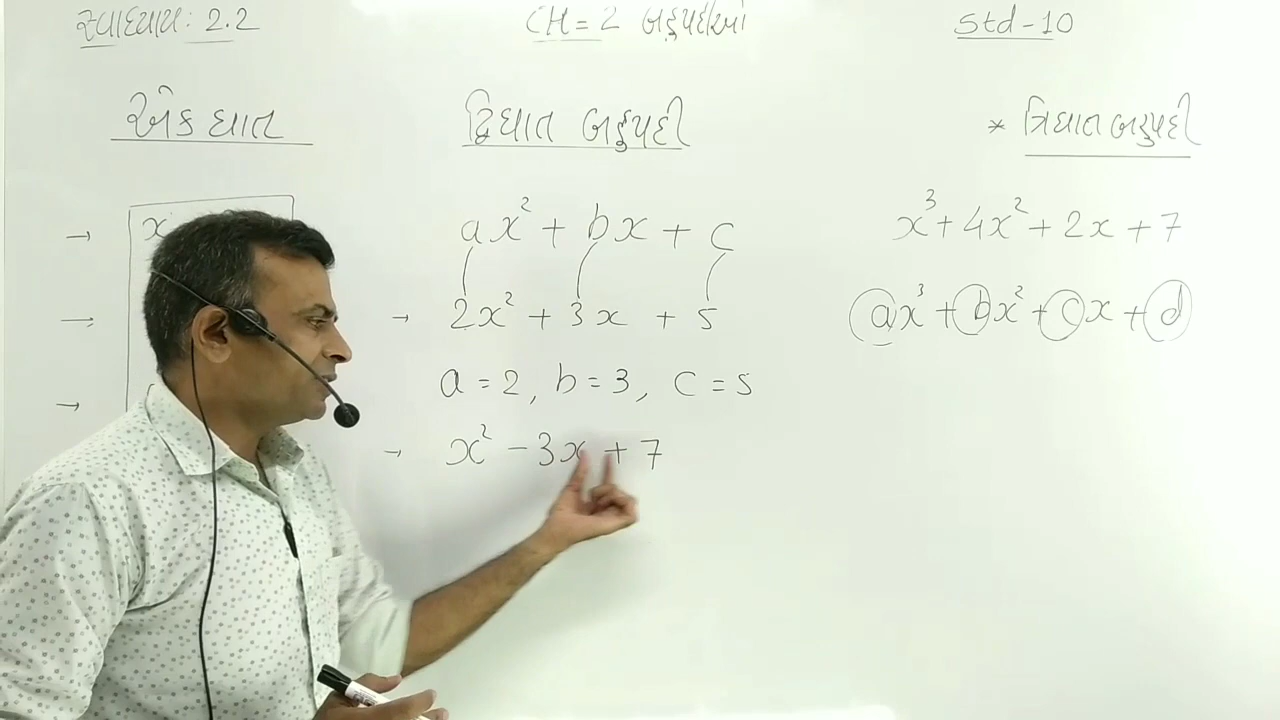 સ્વાધ્યાય: 2.2
CH = 2 બહુપદીઓ
Std - 10
એક ઘાત
→ x
→
→
દ્વિઘાત બહુપદી
ax² + bx + c
→ 2x² + 3x + 5
a = 2, b = 3, c = 5
→ x² - 3x + 7
* ત્રિઘાત બહુપદી
x³ + 4x² + 2x + 7
ax³ + bx² + cx + d